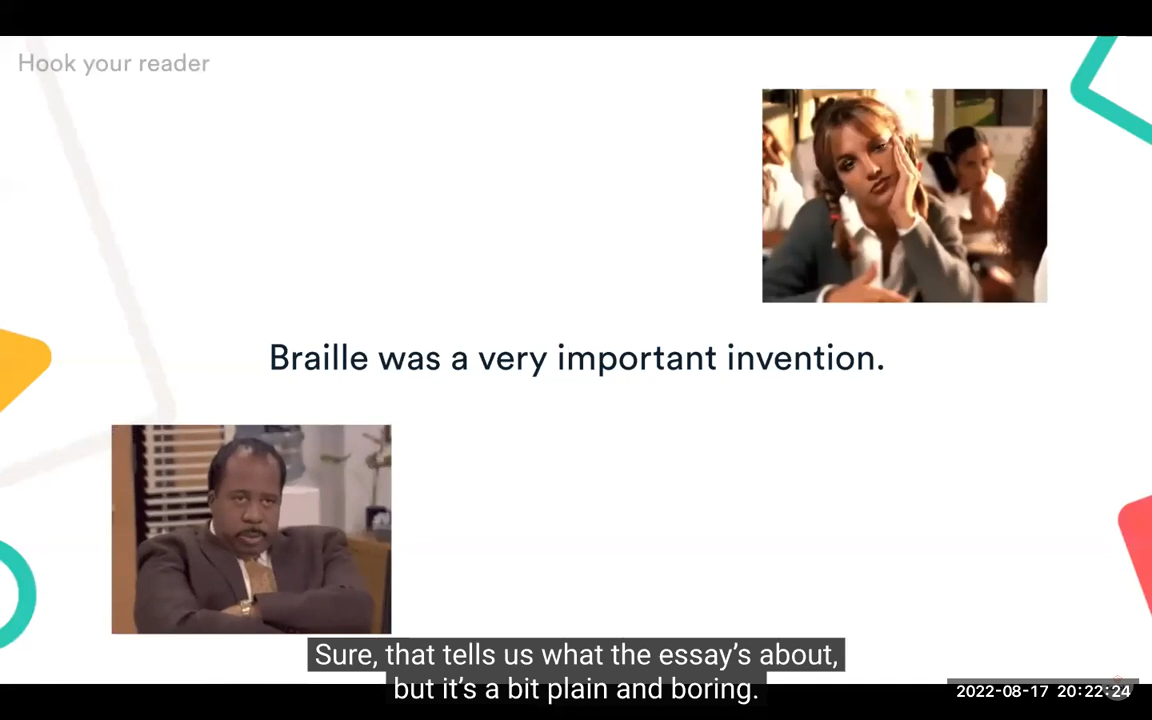 Hook your reader
Braille was a very important invention.
Sure, that tells us what the essay's about,
but it's a bit plain and boring.
2022-08-17 20:22:24